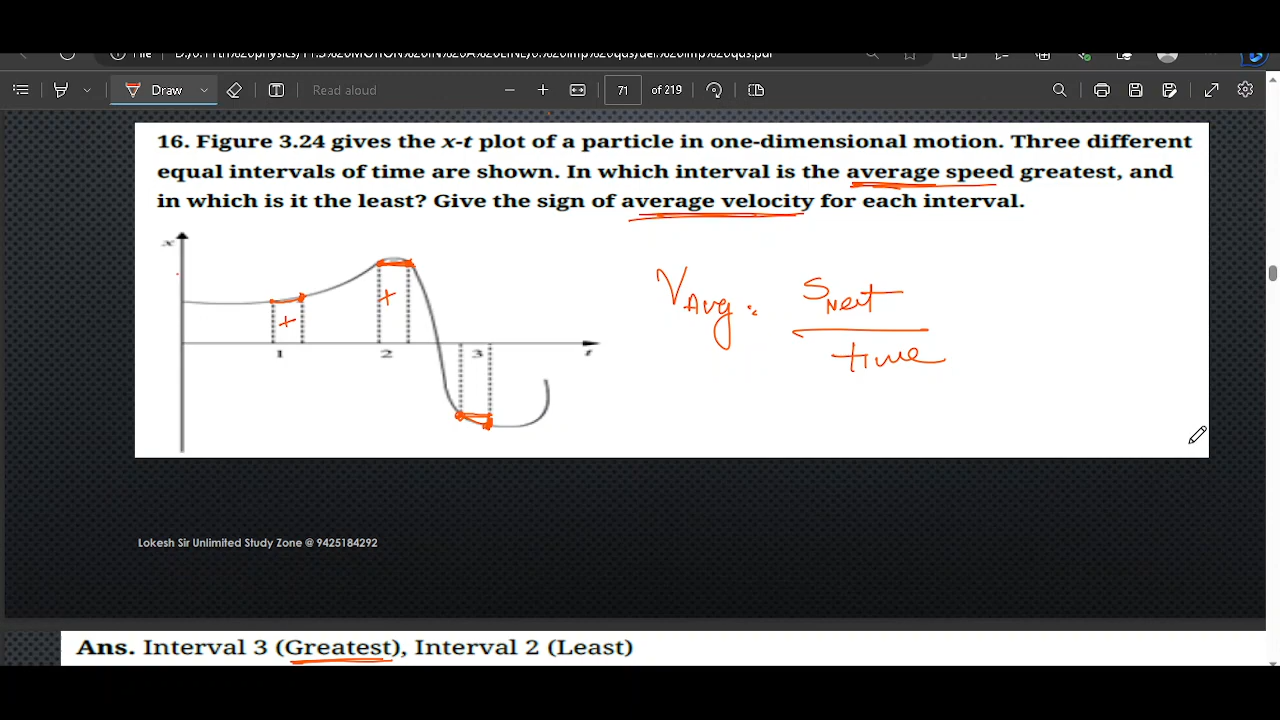 Draw
Read aloud
71 of 219
16. Figure 3.24 gives the x-t plot of a particle in one-dimensional motion. Three different
equal intervals of time are shown. In which interval is the average speed greatest, and
in which is it the least? Give the sign of average velocity for each interval.
x
+
+
1 2 3 t
VAvg : SNet
time
Lokesh Sir Unlimited Study Zone @ 9425184292
Ans. Interval 3 (Greatest), Interval 2 (Least)